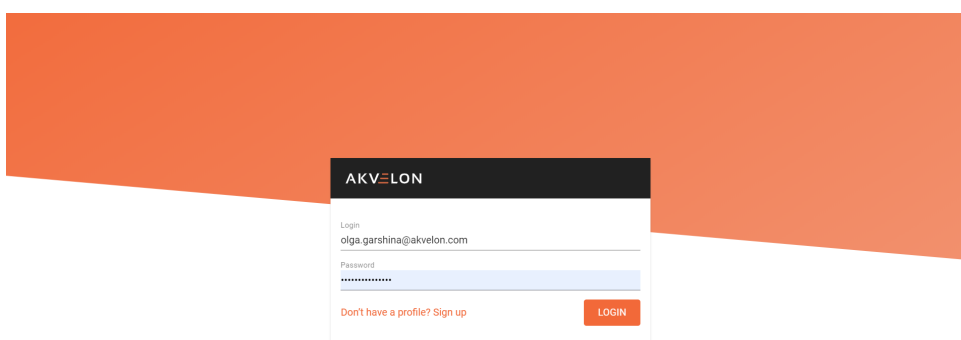 AKVELON
Login
olga.garshina@akvelon.com
Password
••••••••••••••
Don't have a profile? Sign up
LOGIN